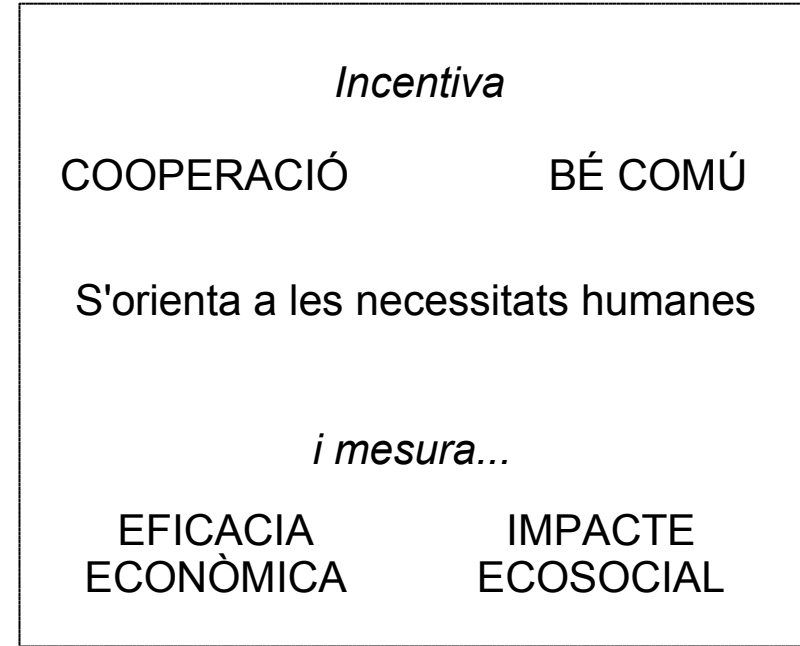 Incentiva
COOPERACIÓ BÉ COMÚ
S'orienta a les necessitats humanes
i mesura...
EFICACIA IMPACTE
ECONÒMICA ECOSOCIAL